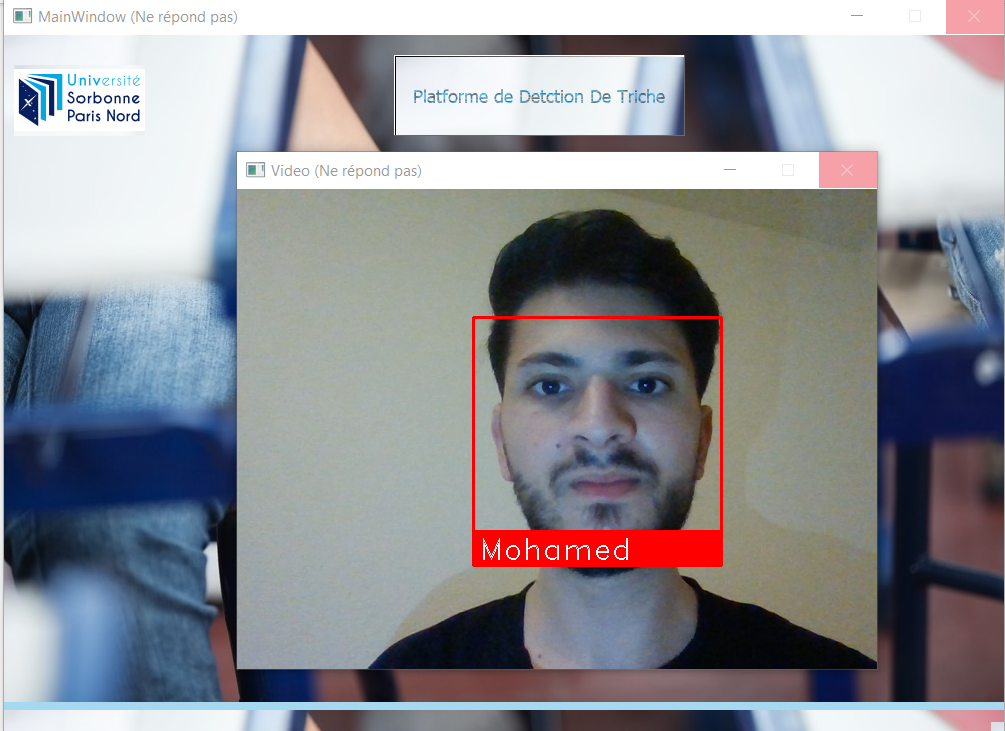 MainWindow (Ne répond pas)
Université
Sorbonne
Paris Nord
Platforme de Detction De Triche
Video (Ne répond pas)
Mohamed